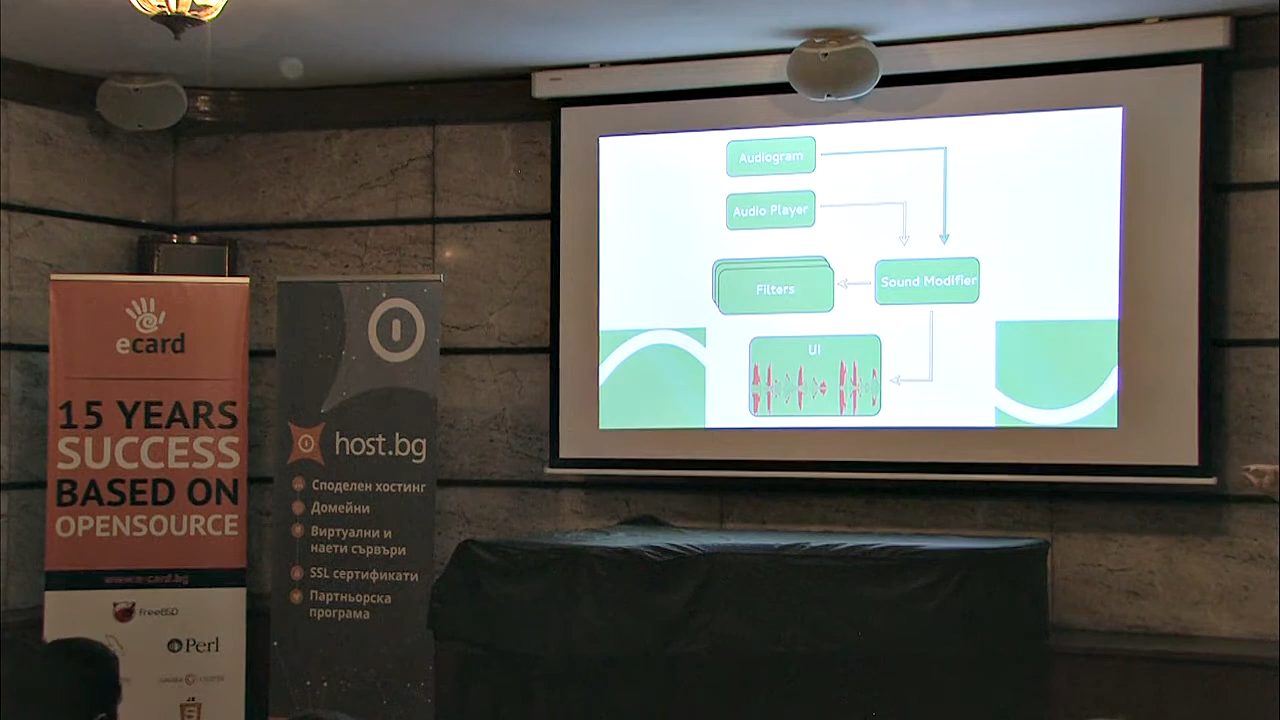 Audiogram
Audio Player
Filters
Sound Modifier
UI
ecard
15 YEARS
SUCCESS
BASED ON
OPENSOURCE
www.e-card.bg
FreeBSD
Perl
host.bg
Споделен хостинг
Домейни
Виртуални и
наети сървъри
SSL сертификати
Партньорска
програма